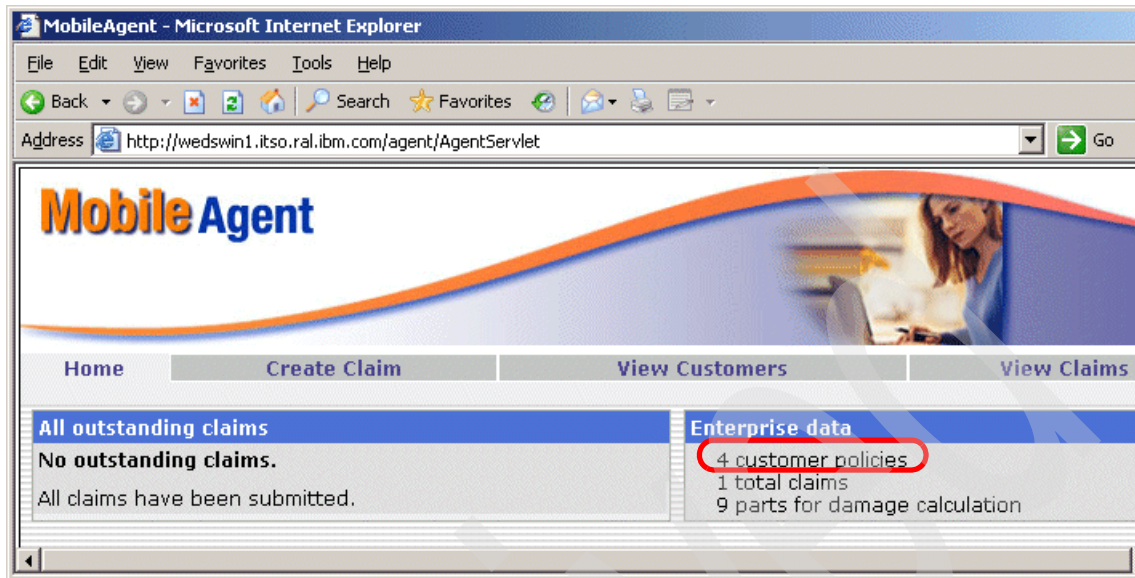 MobileAgent - Microsoft Internet Explorer
File Edit View Favorites Tools Help
Back Search Favorites
Address http://wedswin1.itso.ral.ibm.com/agent/AgentServlet Go
Mobile Agent
Home Create Claim View Customers View Claims
All outstanding claims
No outstanding claims.
All claims have been submitted.
Enterprise data
4 customer policies
1 total claims
9 parts for damage calculation